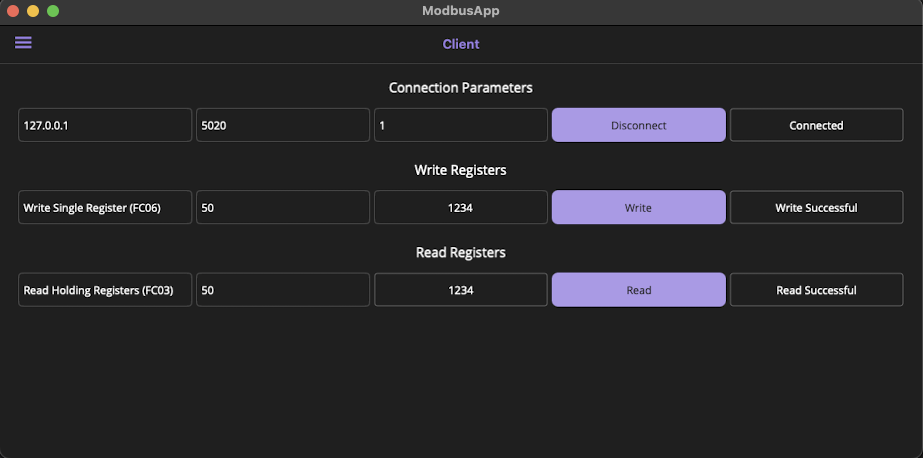 ModbusApp
Client
Connection Parameters
127.0.0.1 5020 1 Disconnect Connected
Write Registers
Write Single Register (FC06) 50 1234 Write Write Successful
Read Registers
Read Holding Registers (FC03) 50 1234 Read Read Successful